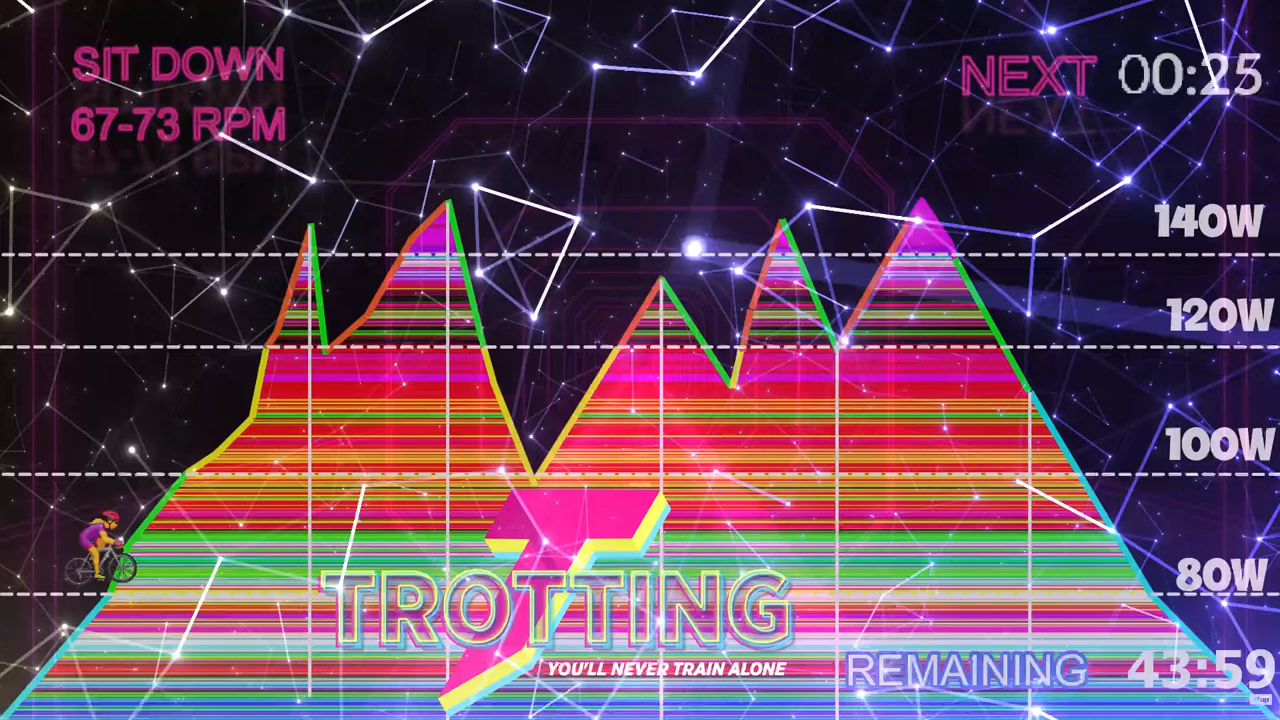 SIT DOWN
67-73 RPM
NEXT 00:25
140W
120W
100W
80W
TROTTING
YOU'LL NEVER TRAIN ALONE
REMAINING 43:59